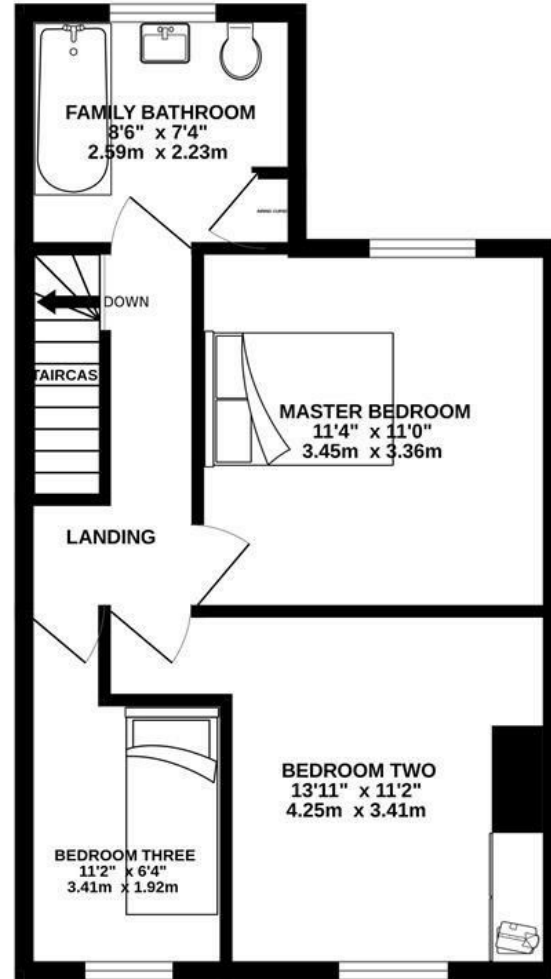 FAMILY BATHROOM
8'6" x 7'4"
2.59m x 2.23m
DOWN
TAIRCAS
MASTER BEDROOM
11'4" x 11'0"
3.45m x 3.36m
LANDING
BEDROOM TWO
13'11" x 11'2"
4.25m x 3.41m
BEDROOM THREE
11'2" x 6'4"
3.41m x 1.92m